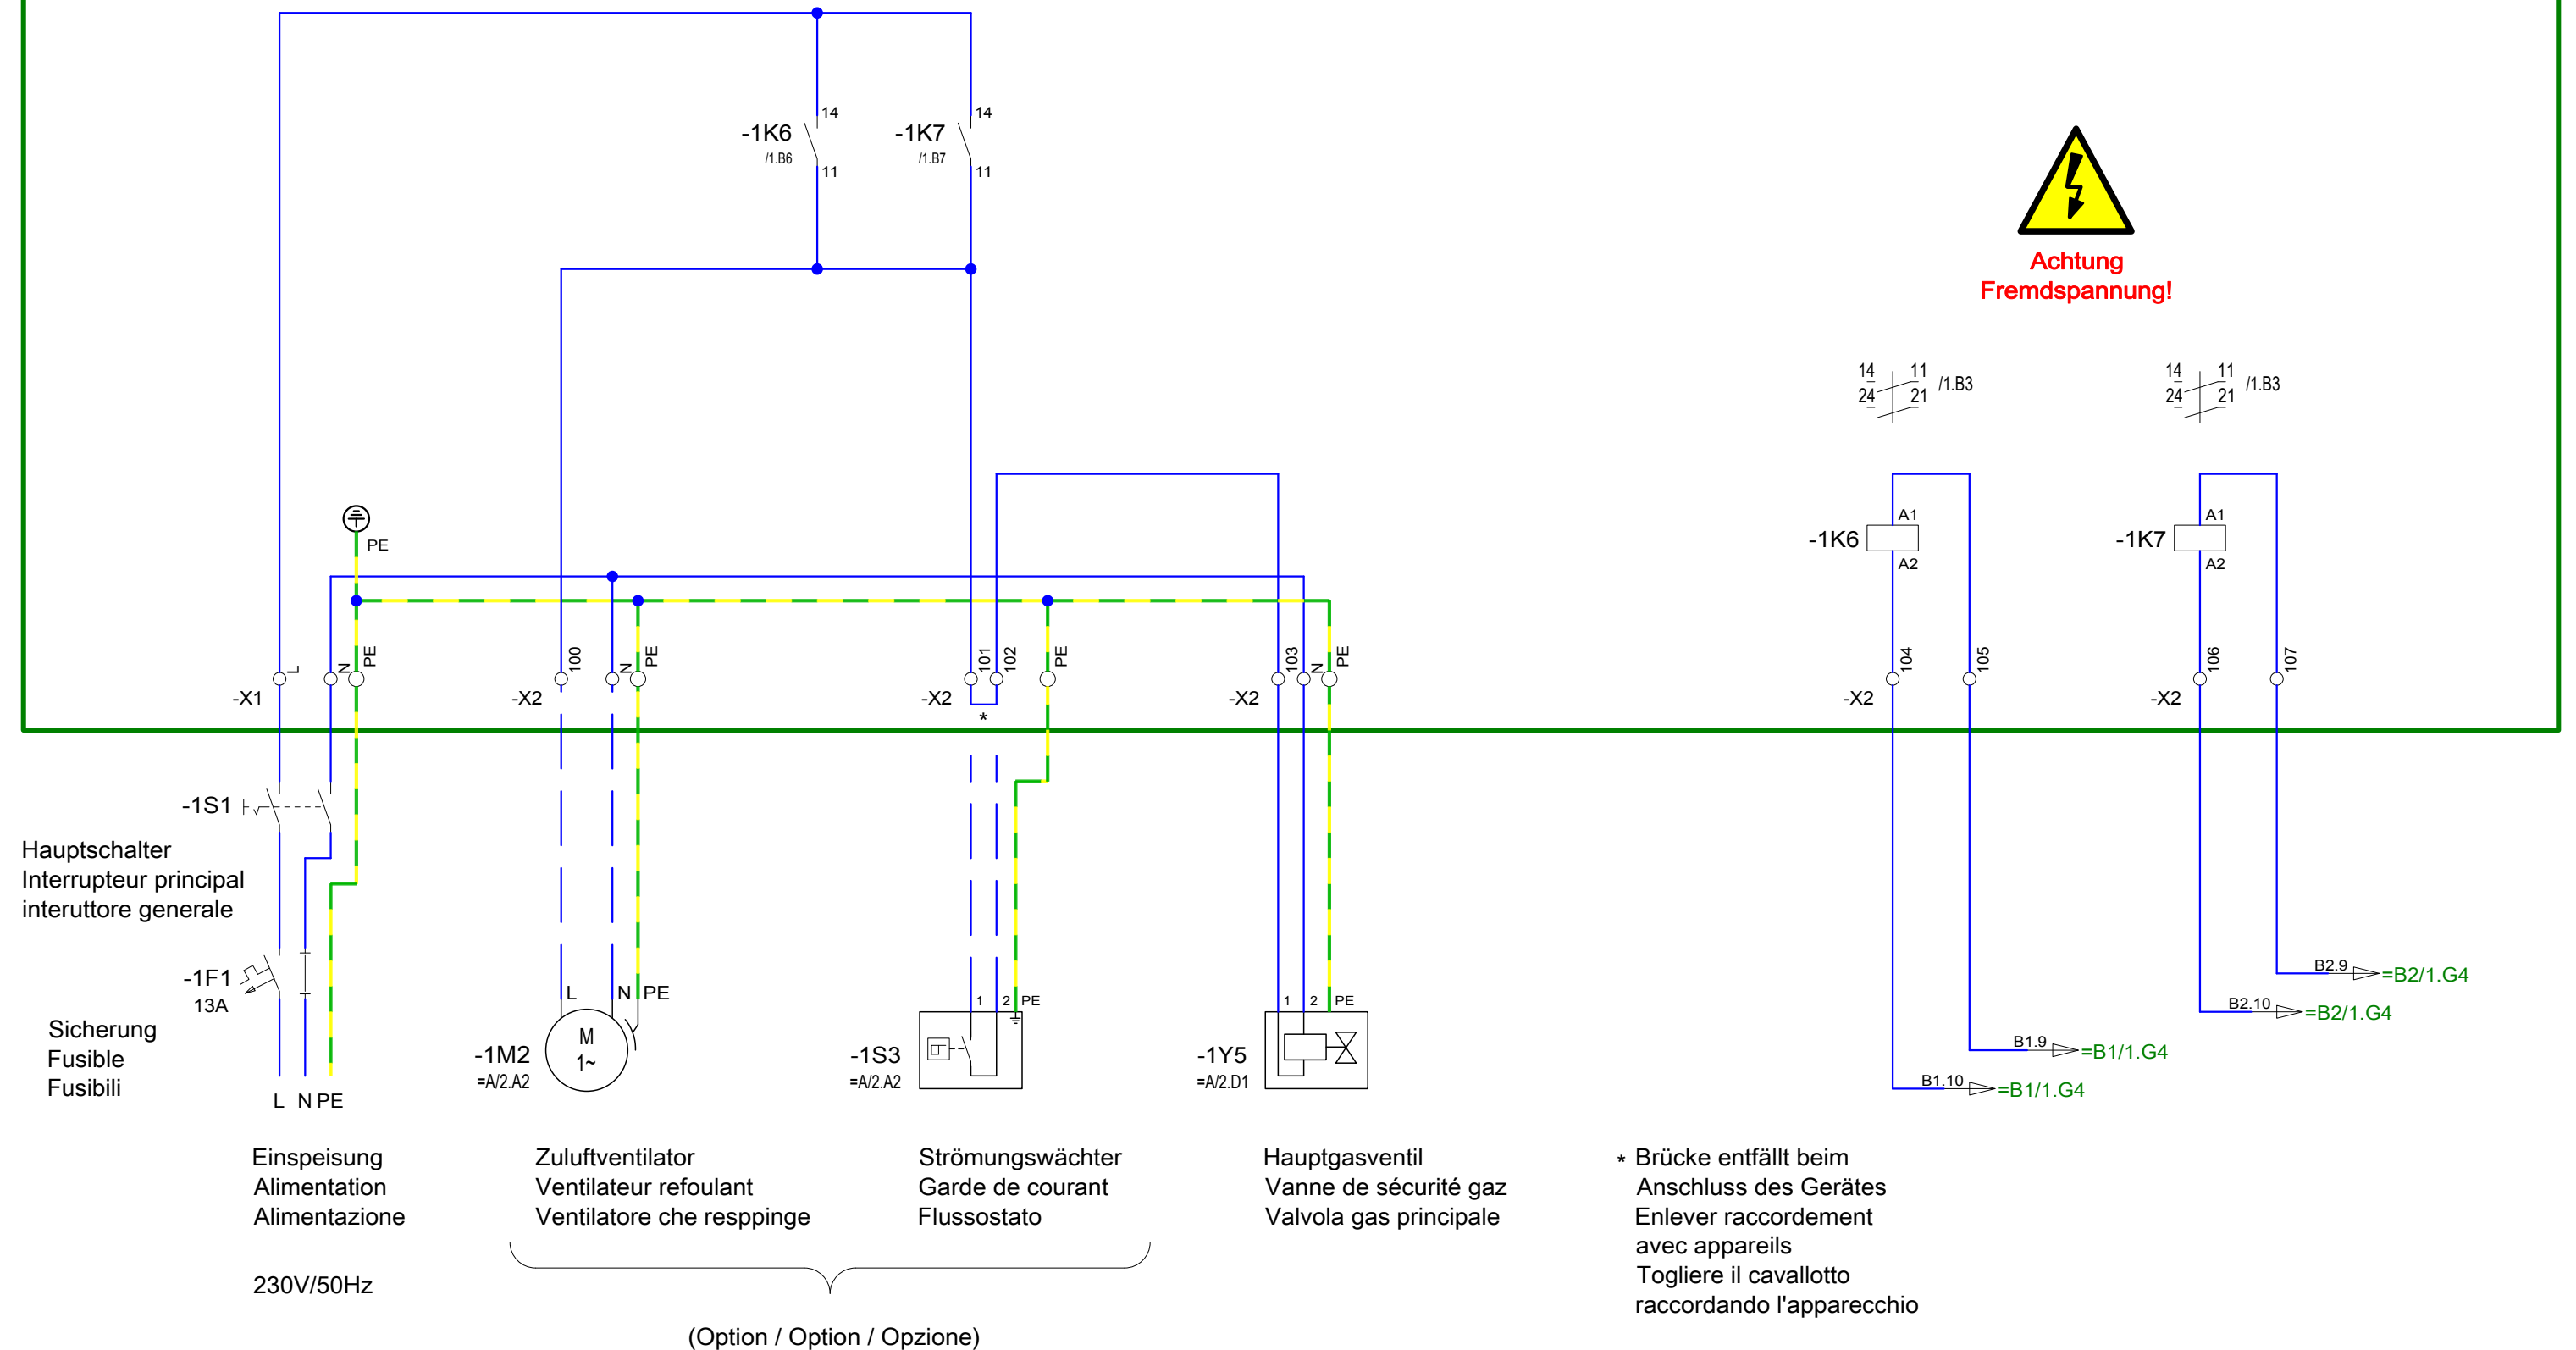 14
14
-1K6
-1K7
/1.B6
/1.B7
11
11
Achtung
Fremdspannung!
14 11
24 21
/1.B3
14 11
24 21
/1.B3
PE
A1
-1K6
A2
A1
-1K7
A2
L
N
PE
-X1
100
N
PE
-X2
101
102
PE
-X2
*
103
N
PE
-X2
104
105
-X2
106
107
-X2
-1S1
Hauptschalter
Interrupteur principal
interuttore generale
-1F1
13A
Sicherung
Fusible
Fusibili
L N PE
L N PE
M
1~
-1M2
=A/2.A2
1 2 PE
-1S3
=A/2.A2
1 2 PE
-1Y5
=A/2.D1
B2.9 =B2/1.G4
B2.10 =B2/1.G4
B1.9 =B1/1.G4
B1.10 =B1/1.G4
Einspeisung
Alimentation
Alimentazione
230V/50Hz
Zuluftventilator
Ventilateur refoulant
Ventilatore che resppinge
Strömungswächter
Garde de courant
Flussostato
(Option / Option / Opzione)
Hauptgasventil
Vanne de sécurité gaz
Valvola gas principale
* Brücke entfällt beim
Anschluss des Gerätes
Enlever raccordement
avec appareils
Togliere il cavallotto
raccordando l'apparecchio